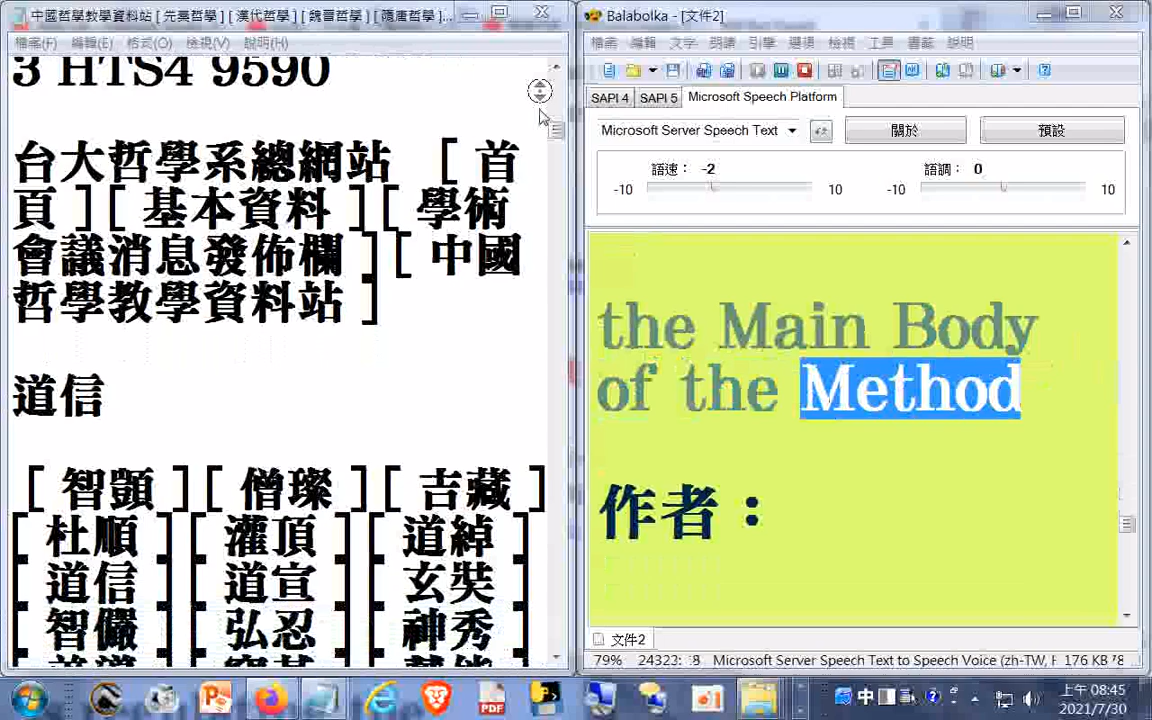 中國哲學教學資料站 [ 先秦哲學 ] [ 漢代哲學 ] [ 魏晉哲學 ] [ 隋唐哲學 ]...
檔案(F) 編輯(E) 格式(O) 檢視(V) 說明(H)
3 HTS4 9590
台大哲學系總網站 [ 首
頁 ][ 基本資料 ][ 學術
會議消息發佈欄 ][ 中國
哲學教學資料站 ]
道信
[ 智顗 ][ 僧璨 ][ 吉藏 ]
[ 杜順 ][ 灌頂 ][ 道綽 ]
[ 道信 ][ 道宣 ][ 玄奘 ]
[ 智儼 ][ 弘忍 ][ 神秀 ]
Balabolka - [文件2]
檔案 編輯 文字 朗讀 引擎 選項 檢視 工具 書籤 說明
SAPI 4 SAPI 5 Microsoft Speech Platform
Microsoft Server Speech Text 關於 預設
語速： -2 語調： 0
-10 10 -10 10
the Main Body
of the Method
作者：
文件2
79% 24323: Microsoft Server Speech Text to Speech Voice (zh-TW, 176 KB
PDF 中 上午 08:45
2021/7/30